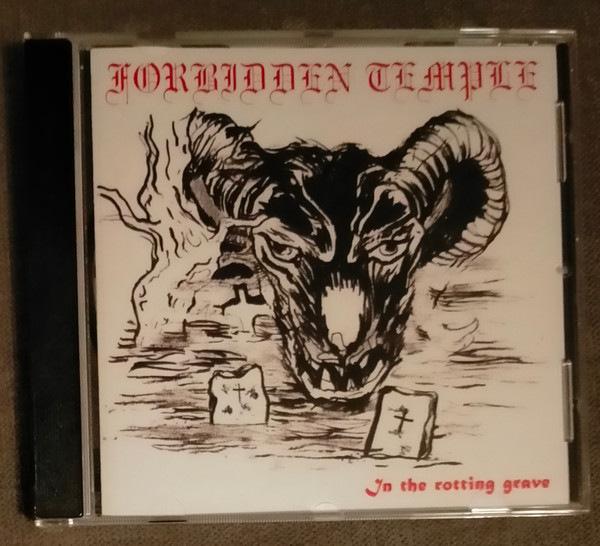 FORBIDDEN TEMPLE
In the rotting grave